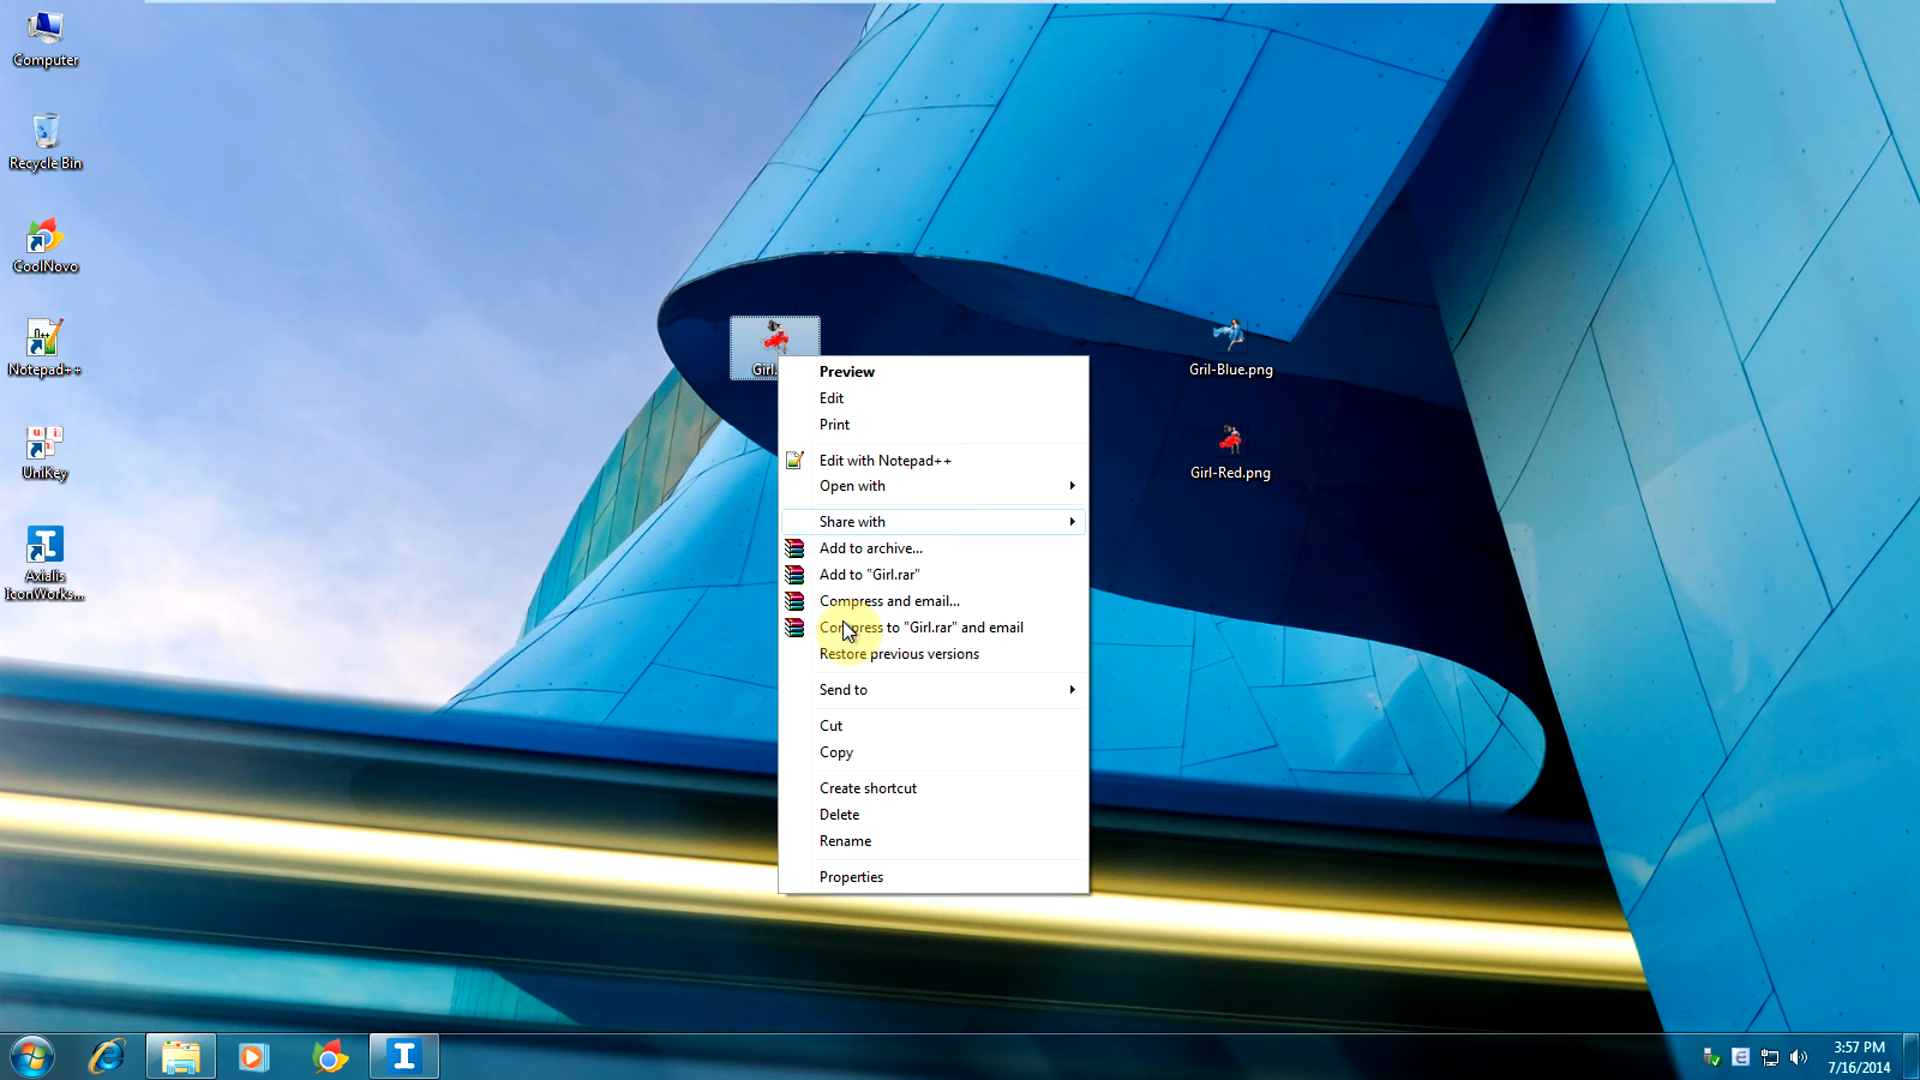 Computer
Recycle Bin
CoolNovo
Notepad++
UniKey
Axialis
IconWorks...
Girl.
Gril-Blue.png
Girl-Red.png
Preview
Edit
Print
Edit with Notepad++
Open with
Share with
Add to archive...
Add to "Girl.rar"
Compress and email...
Compress to "Girl.rar" and email
Restore previous versions
Send to
Cut
Copy
Create shortcut
Delete
Rename
Properties
3:57 PM
7/16/2014